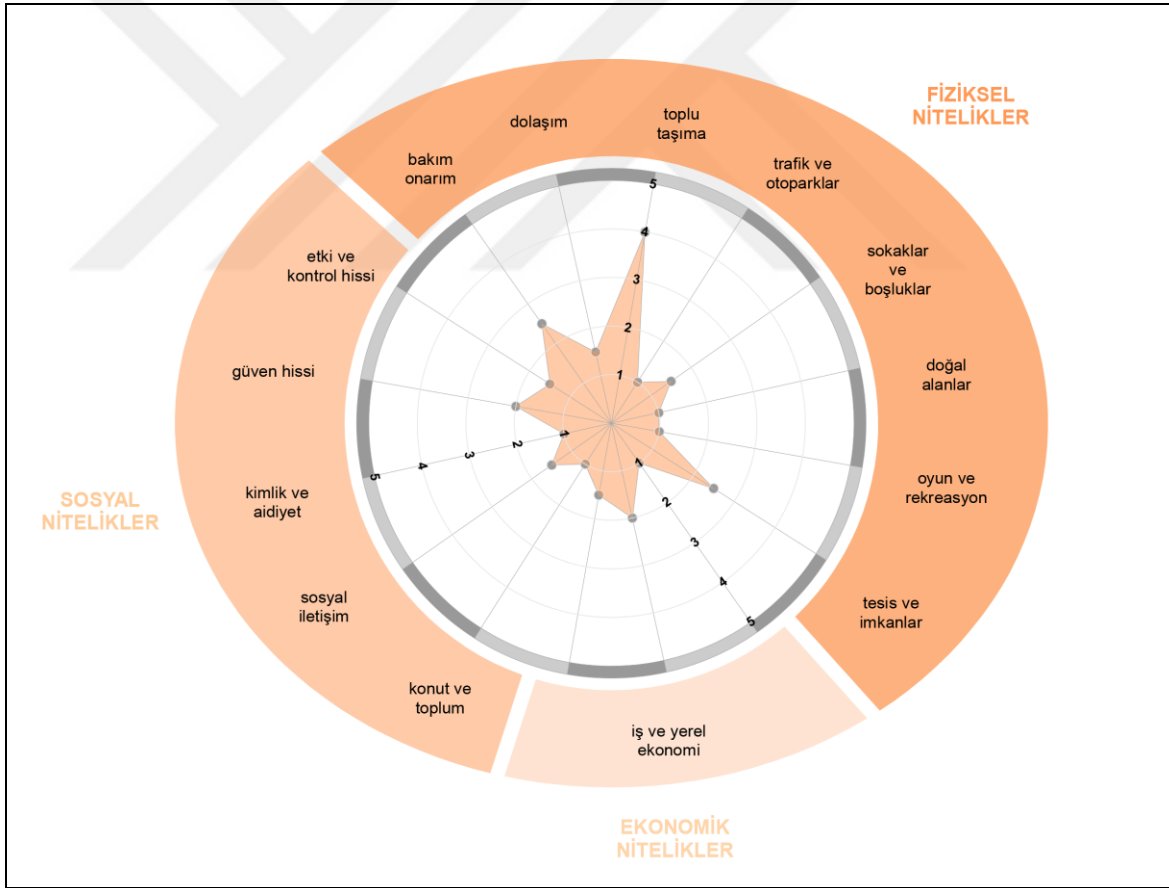 FİZİKSEL
NİTELİKLER
dolaşım
toplu
taşıma
trafik ve
otoparklar
bakım
onarım
sokaklar
ve
boşluklar
etki ve
kontrol hissi
doğal
alanlar
güven hissi
oyun ve
rekreasyon
kimlik ve
aidiyet
SOSYAL
NİTELİKLER
tesis ve
imkanlar
sosyal
iletişim
konut ve
toplum
iş ve yerel
ekonomi
EKONOMİK
NİTELİKLER
5
4
3
2
1
5
4
3
2
1
1
2
3
4
5